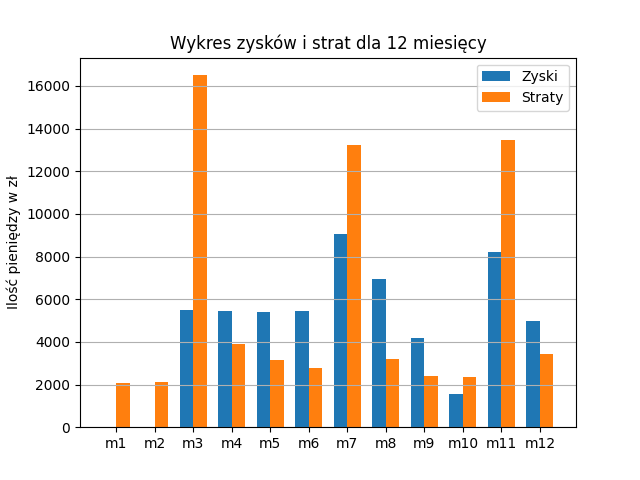 Wykres zysków i strat dla 12 miesięcy
Zyski
Straty
Ilość pieniędzy w zł
16000
14000
12000
10000
8000
6000
4000
2000
0
m1 m2 m3 m4 m5 m6 m7 m8 m9 m10 m11 m12